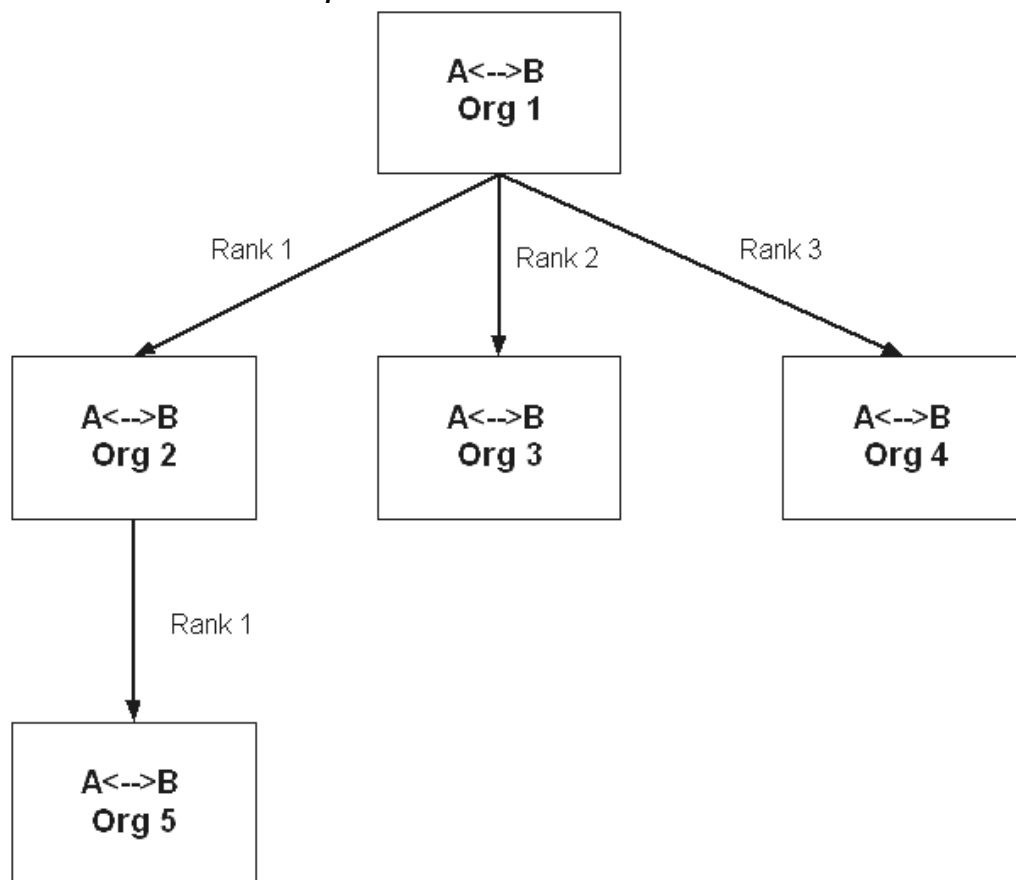 A<-->B
Org 1
Rank 1
Rank 2
Rank 3
A<-->B
Org 2
A<-->B
Org 3
A<-->B
Org 4
Rank 1
A<-->B
Org 5